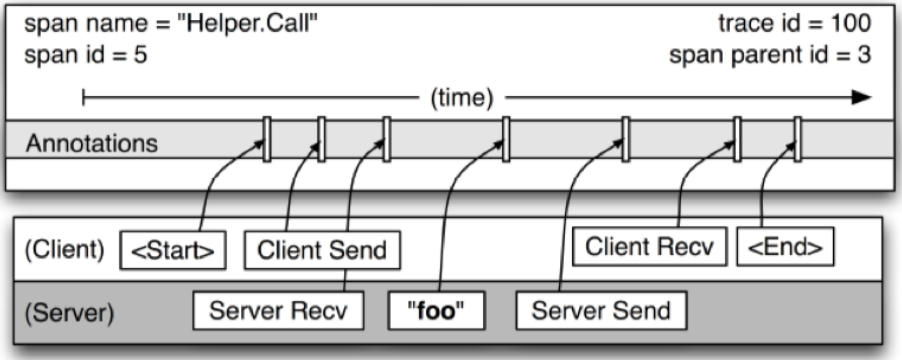 span name = "Helper.Call" trace id = 100
span id = 5 span parent id = 3
(time)
Annotations
(Client) <Start> Client Send Client Recv <End>
(Server) Server Recv "foo" Server Send